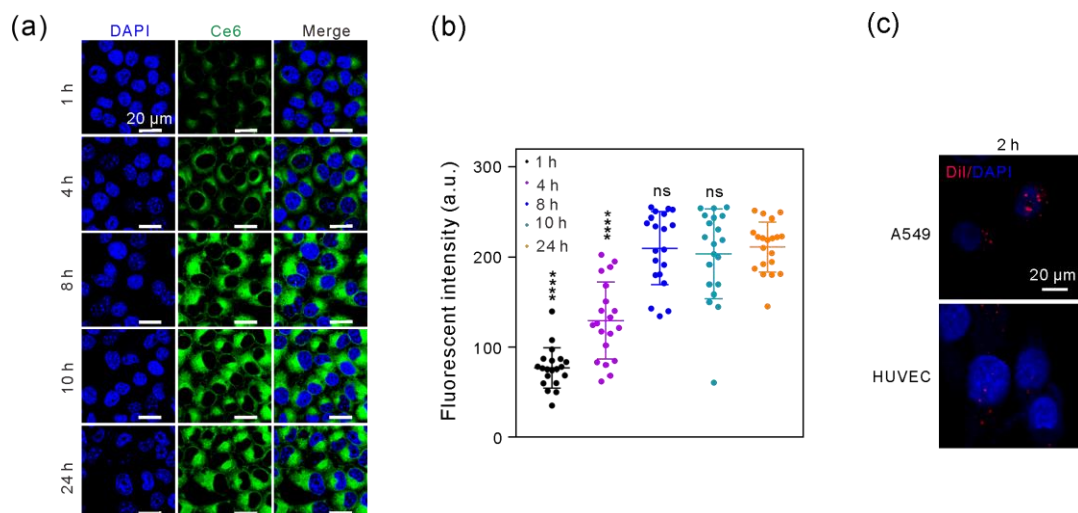 (a)
DAPI Ce6 Merge
1 h
20 µm
4 h
8 h
10 h
24 h
(b)
Fluorescent intensity (a.u.)
300
200
100
0
1 h
4 h
8 h
10 h
24 h
****
****
ns
ns
(c)
2 h
DiI/DAPI
A549
20 µm
HUVEC